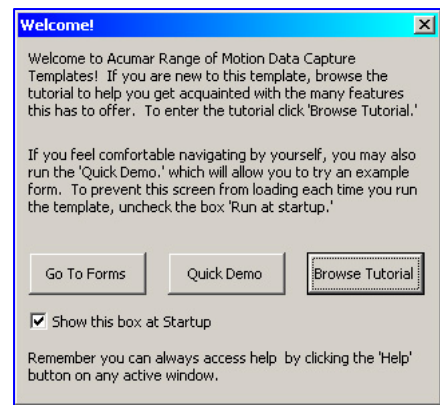 Welcome!
Welcome to Acumar Range of Motion Data Capture
Templates! If you are new to this template, browse the
tutorial to help you get acquainted with the many features
this has to offer. To enter the tutorial click 'Browse Tutorial.'
If you feel comfortable navigating by yourself, you may also
run the 'Quick Demo.' which will allow you to try an example
form. To prevent this screen from loading each time you run
the template, uncheck the box 'Run at startup.'
Go To Forms
Quick Demo
Browse Tutorial
Show this box at Startup
Remember you can always access help by clicking the 'Help'
button on any active window.